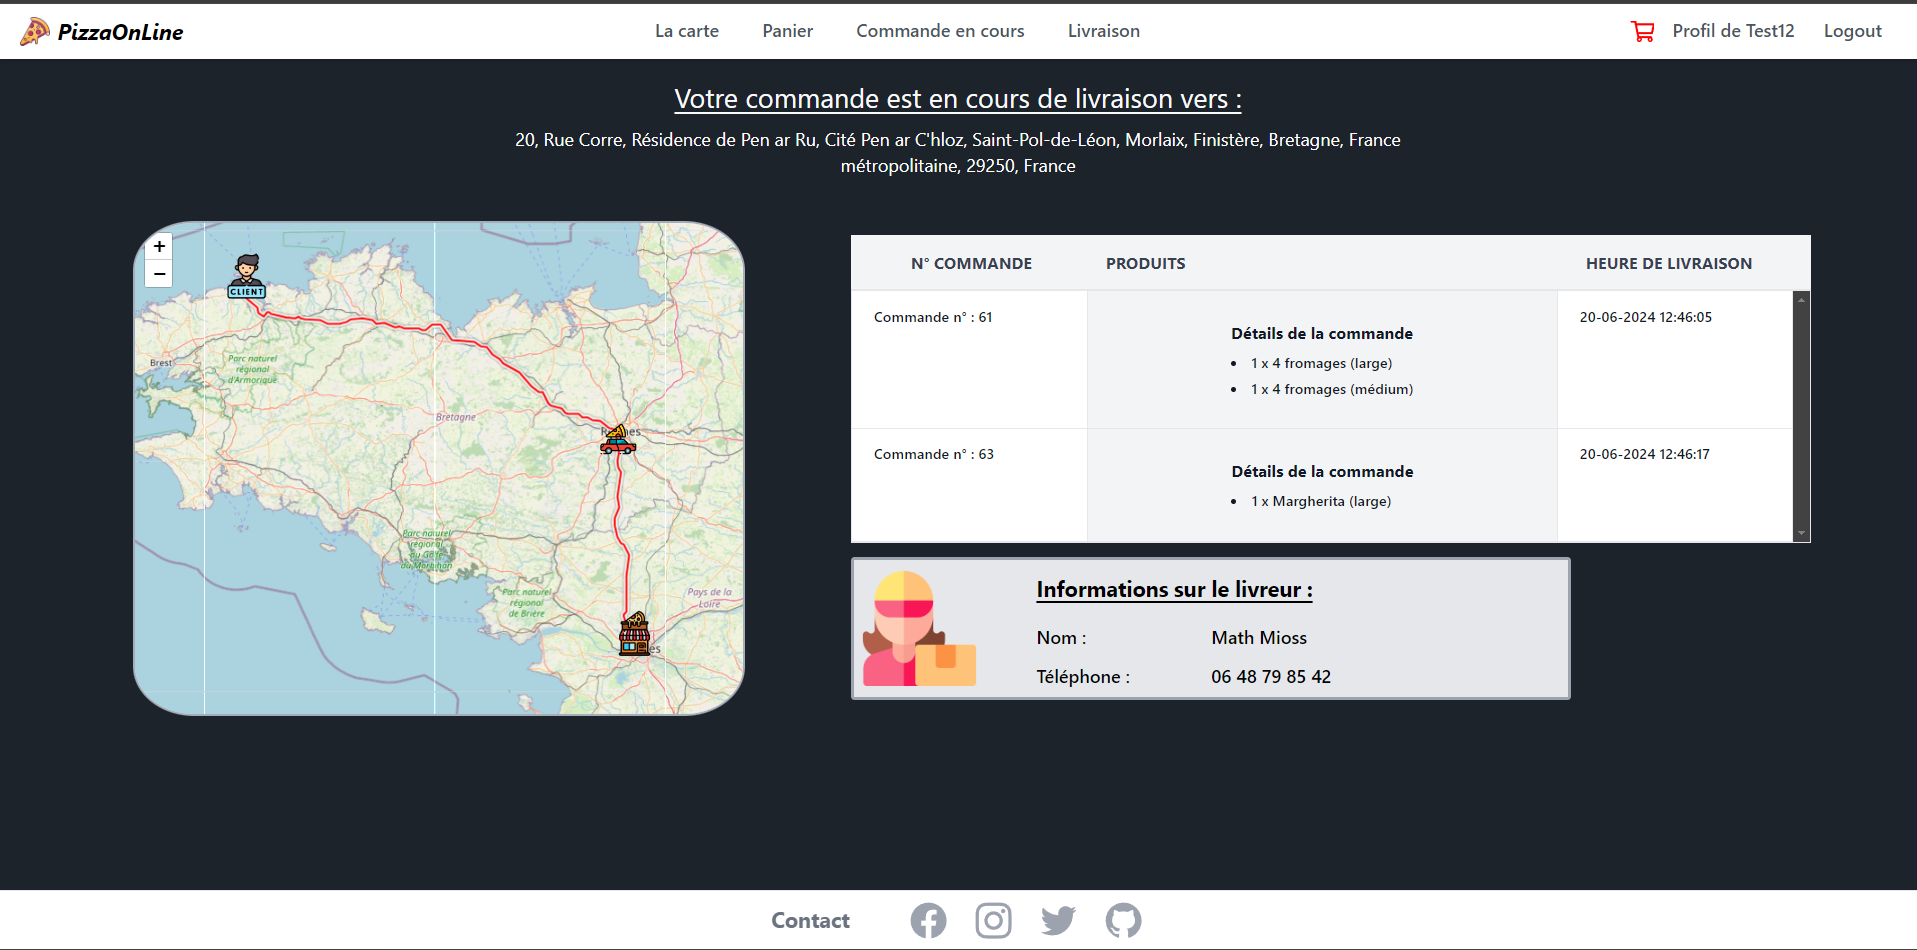 PizzaOnLine
La carte
Panier
Commande en cours
Livraison
Profil de Test12
Logout
Votre commande est en cours de livraison vers :
20, Rue Corre, Résidence de Pen ar Ru, Cité Pen ar C'hloz, Saint-Pol-de-Léon, Morlaix, Finistère, Bretagne, France
métropolitaine, 29250, France
+
−
CLIENT
Brest
Parc naturel
régional
d'Armorique
Bretagne
Parc naturel
régional
du Golfe
du Morbihan
Parc naturel
régional
de Brière
Pays de la
Loire
N° COMMANDE
PRODUITS
HEURE DE LIVRAISON
Commande n° : 61
Détails de la commande
1 x 4 fromages (large)
1 x 4 fromages (médium)
20-06-2024 12:46:05
Commande n° : 63
Détails de la commande
1 x Margherita (large)
20-06-2024 12:46:17
Informations sur le livreur :
Nom :
Math Mioss
Téléphone :
06 48 79 85 42
Contact